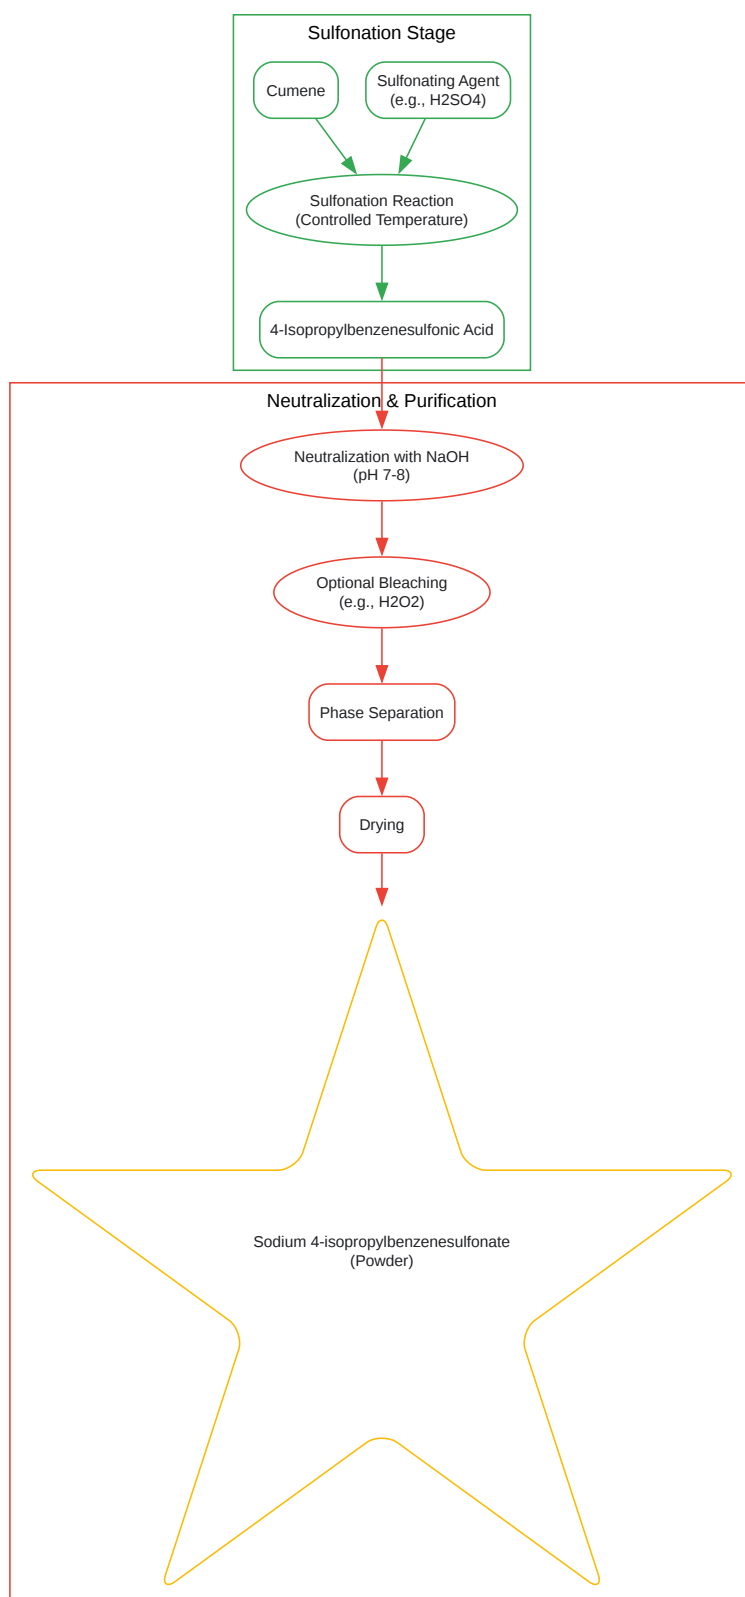 Sulfonation Stage
Cumene
Sulfonating Agent
(e.g., H2SO4)
Sulfonation Reaction
(Controlled Temperature)
4-Isopropylbenzenesulfonic Acid
Neutralization & Purification
Neutralization with NaOH
(pH 7-8)
Optional Bleaching
(e.g., H2O2)
Phase Separation
Drying
Sodium 4-isopropylbenzenesulfonate
(Powder)